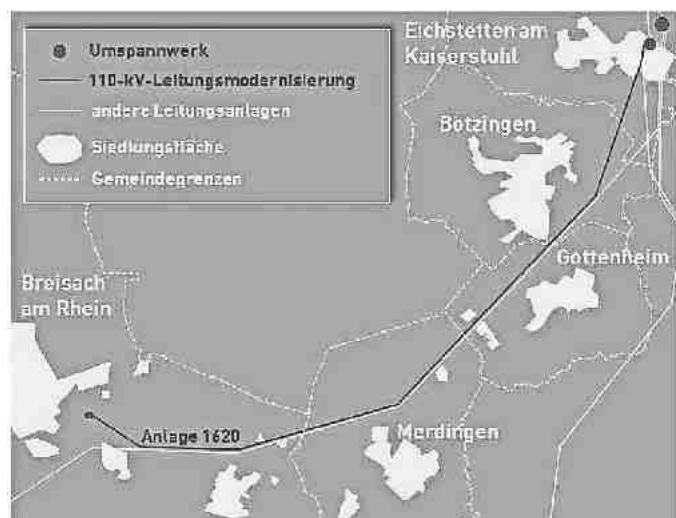 Umspannwerk
110-kV-Leitungsmodernisierung
andere Leitungsanlagen
Siedlungsfläche
Gemeindegrenzen
Eichstetten am
Kaiserstuhl
Bötzingen
Gottenheim
Breisach
am Rhein
Anlage 1620
Merdingen